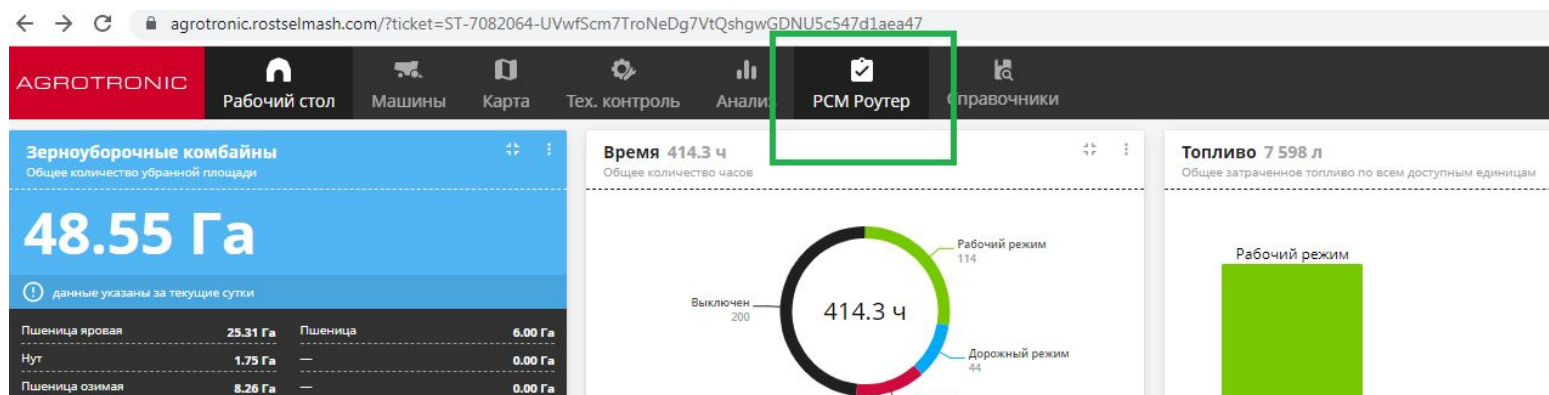 agrotronic.rostselmash.com/?ticket=ST-7082064-UVwfScm7TroNeDg7VtQshgwGDNU5c547d1aea47
AGROTRONIC
Рабочий стол
Машины
Карта
Тех. контроль
Анализ
РСМ Роутер
Справочники
Зерноуборочные комбайны
Общее количество убранной площади
48.55 Га
данные указаны за текущие сутки
Пшеница яровая 25.31 Га Пшеница 6.00 Га
Нут 1.75 Га — 0.00 Га
Пшеница озимая 8.26 Га — 0.00 Га
Время 414.3 ч
Общее количество часов
Рабочий режим
114
Выключен
200
414.3 ч
Дорожный режим
44
Топливо 7 598 л
Общее затраченное топливо по всем доступным единицам
Рабочий режим